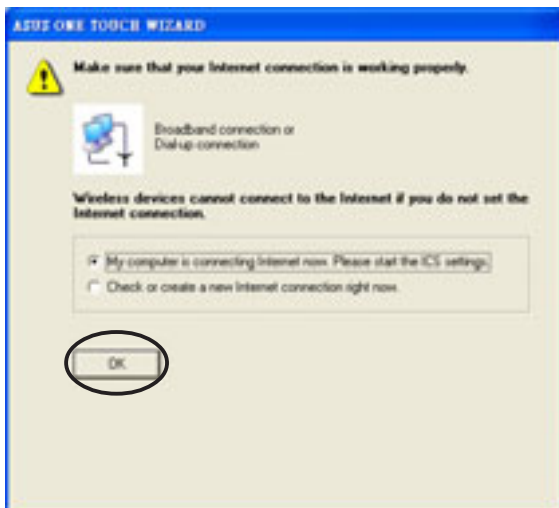 ASUS ONE TOUCH WIZARD
Make sure that your Internet connection is working properly.
Broadband connection or
Dial-up connection
Wireless devices cannot connect to the Internet if you do not set the
Internet connection.
My computer is connecting Internet now. Please start the ICS settings.
Check or create a new Internet connection right now.
OK